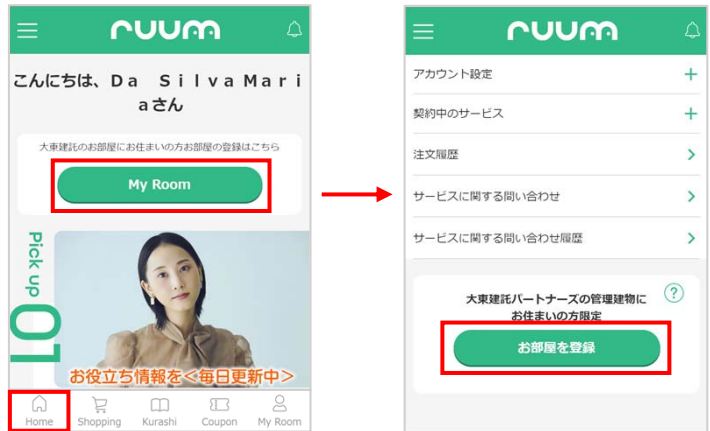 ruum
こんにちは、Da SilvaMari
aさん
大東建託のお部屋にお住まいの方お部屋の登録はこちら
My Room
Pick up
01
お役立ち情報を<毎日更新中>
Home
Shopping
Kurashi
Coupon
My Room
ruum
アカウント設定
契約中のサービス
注文履歴
サービスに関する問い合わせ
サービスに関する問い合わせ履歴
大東建託パートナーズの管理建物に
お住まいの方限定
?
お部屋を登録